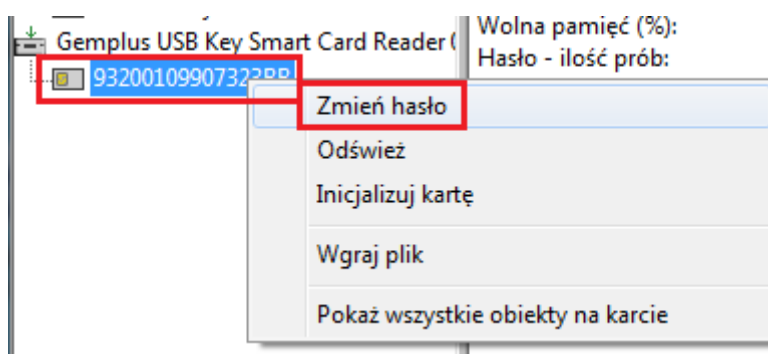 Gemplus USB Key Smart Card Reader (
Wolna pamięć (%):
Hasło - ilość prób:
Zmień hasło
Odśwież
Inicjalizuj kartę
Wgraj plik
Pokaż wszystkie obiekty na karcie